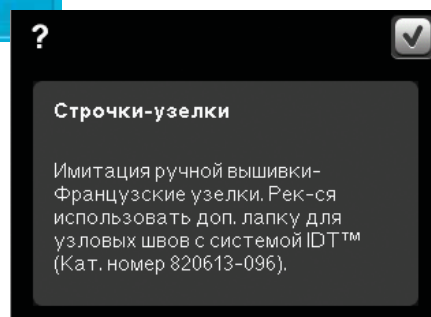 ?
Строчки-узелки
Имитация ручной вышивки-
Французские узелки. Рек-ся
использовать доп. лапку для
узловых швов с системой IDT™
(Кат. номер 820613-096).